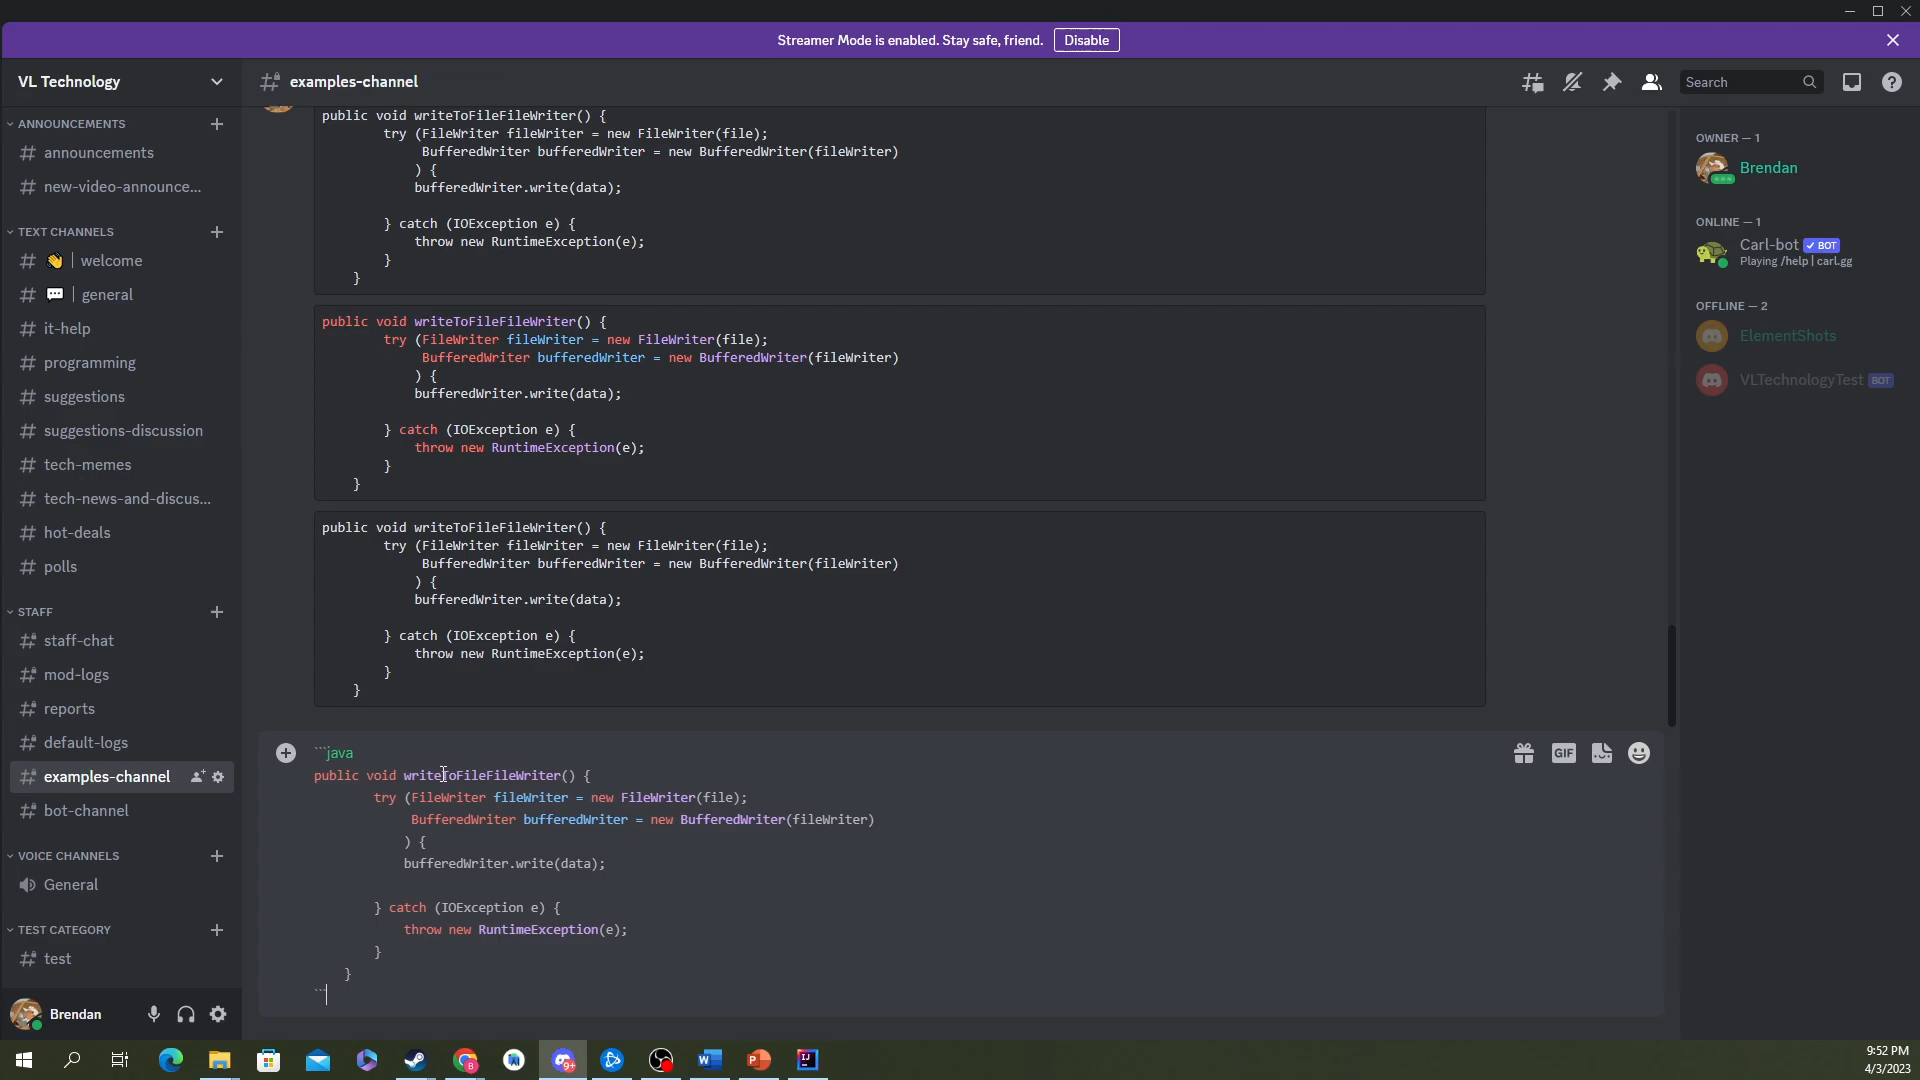 Streamer Mode is enabled. Stay safe, friend. Disable
VL Technology
examples-channel
Search
ANNOUNCEMENTS
announcements
new-video-announce...
TEXT CHANNELS
welcome
general
it-help
programming
suggestions
suggestions-discussion
tech-memes
tech-news-and-discus...
hot-deals
polls
STAFF
staff-chat
mod-logs
reports
default-logs
examples-channel
bot-channel
VOICE CHANNELS
General
TEST CATEGORY
test
Brendan
public void writeToFileFileWriter() {
try (FileWriter fileWriter = new FileWriter(file);
BufferedWriter bufferedWriter = new BufferedWriter(fileWriter)
) {
bufferedWriter.write(data);
} catch (IOException e) {
throw new RuntimeException(e);
}
}
public void writeToFileFileWriter() {
try (FileWriter fileWriter = new FileWriter(file);
BufferedWriter bufferedWriter = new BufferedWriter(fileWriter)
) {
bufferedWriter.write(data);
} catch (IOException e) {
throw new RuntimeException(e);
}
}
public void writeToFileFileWriter() {
try (FileWriter fileWriter = new FileWriter(file);
BufferedWriter bufferedWriter = new BufferedWriter(fileWriter)
) {
bufferedWriter.write(data);
} catch (IOException e) {
throw new RuntimeException(e);
}
}
```java
public void writeToFileFileWriter() {
try (FileWriter fileWriter = new FileWriter(file);
BufferedWriter bufferedWriter = new BufferedWriter(fileWriter)
) {
bufferedWriter.write(data);
} catch (IOException e) {
throw new RuntimeException(e);
}
}
```
GIF
OWNER — 1
Brendan
ONLINE — 1
Carl-bot ✓ BOT
Playing /help | carl.gg
OFFLINE — 2
ElementShots
VLTechnologyTest BOT
9:52 PM
4/3/2023